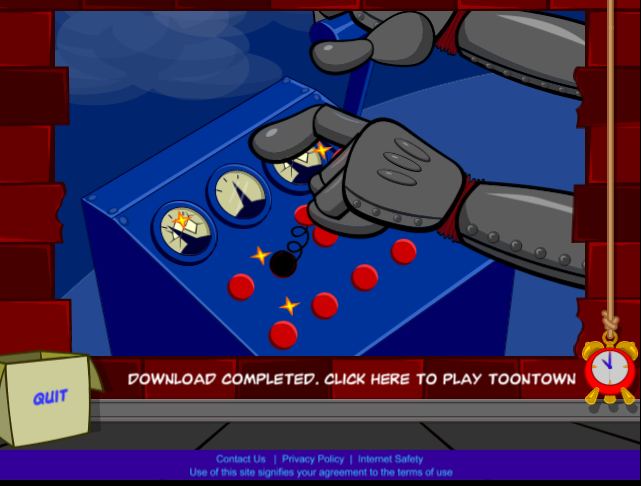 DOWNLOAD COMPLETED. CLICK HERE TO PLAY TOONTOWN
QUIT
Contact Us | Privacy Policy | Internet Safety
Use of this site signifies your agreement to the terms of use